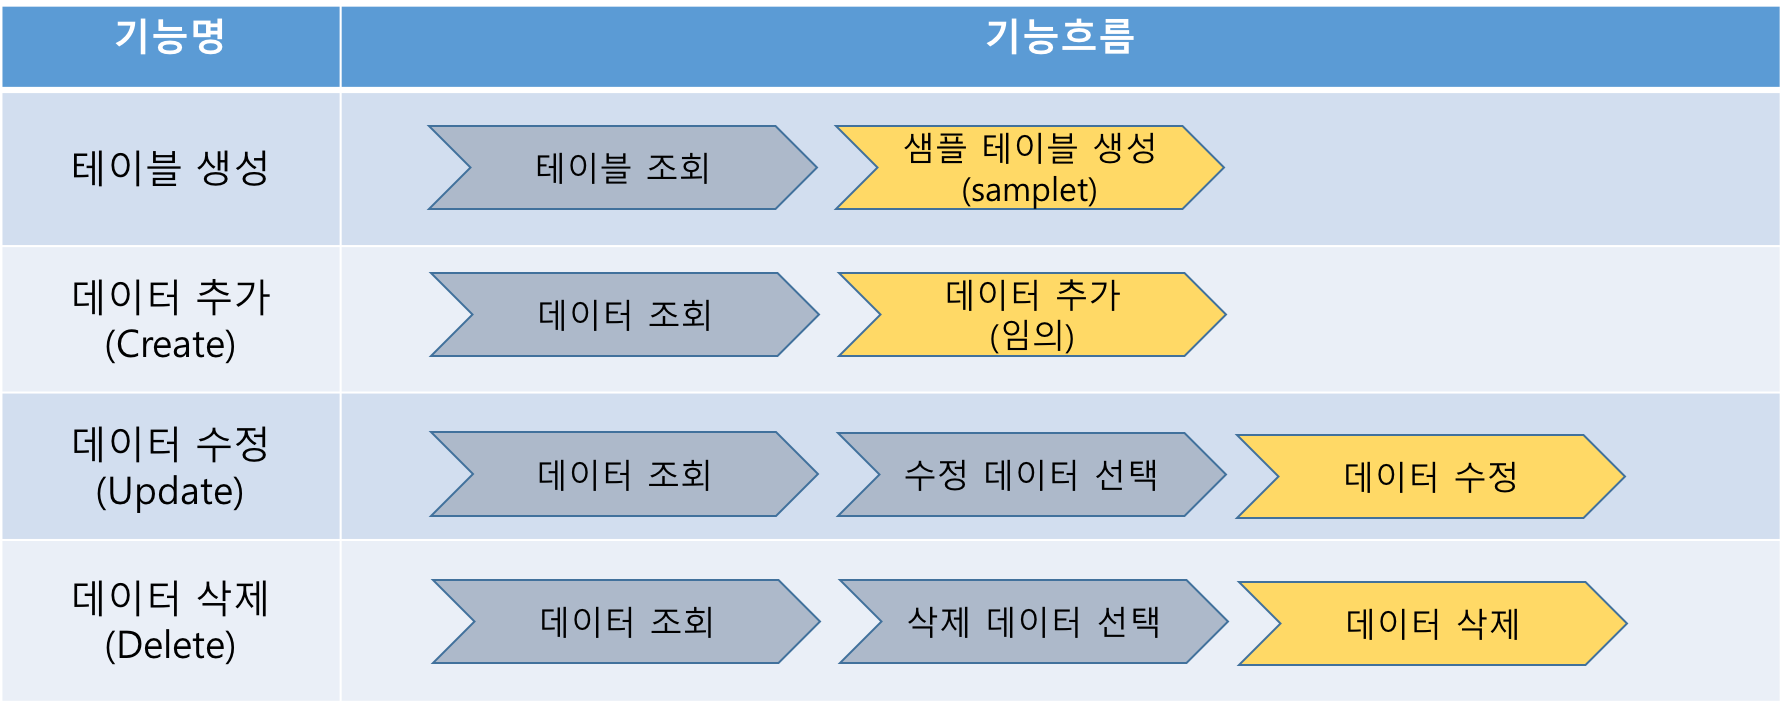 기능명
기능흐름
테이블 생성
테이블 조회
샘플 테이블 생성
(samplet)
데이터 추가
(Create)
데이터 조회
데이터 추가
(임의)
데이터 수정
(Update)
데이터 조회
수정 데이터 선택
데이터 수정
데이터 삭제
(Delete)
데이터 조회
삭제 데이터 선택
데이터 삭제